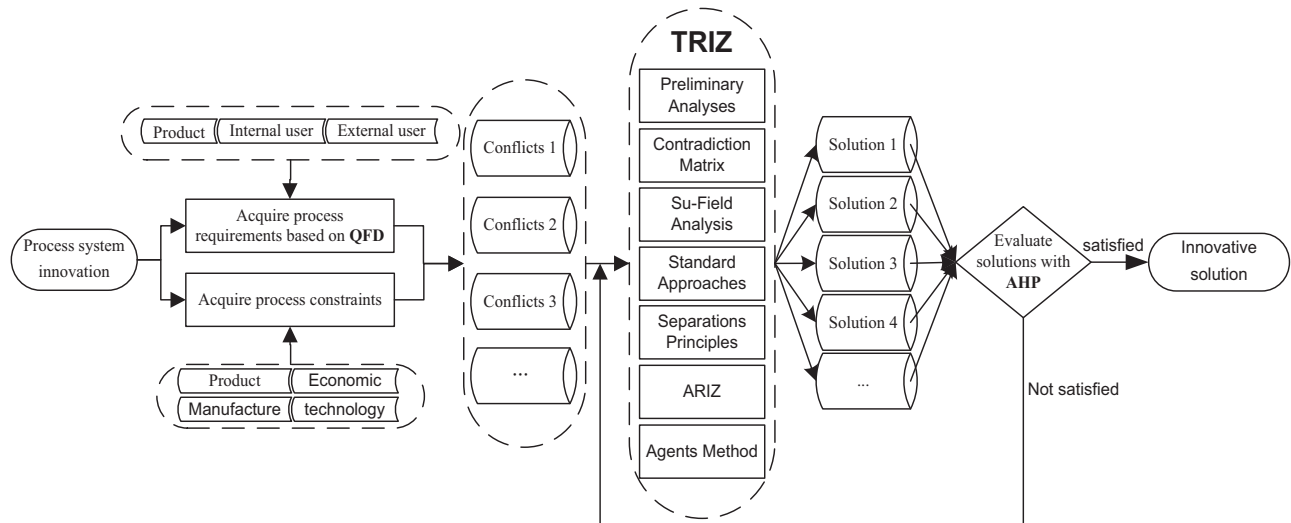 Process system
innovation
Product
Internal user
External user
Acquire process
requirements based on QFD
Acquire process constraints
Product
Economic
Manufacture
technology
Conflicts 1
Conflicts 2
Conflicts 3
...
TRIZ
Preliminary
Analyses
Contradiction
Matrix
Su-Field
Analysis
Standard
Approaches
Separations
Principles
ARIZ
Agents Method
Solution 1
Solution 2
Solution 3
Solution 4
...
Evaluate
solutions with
AHP
satisfied
Not satisfied
Innovative
solution